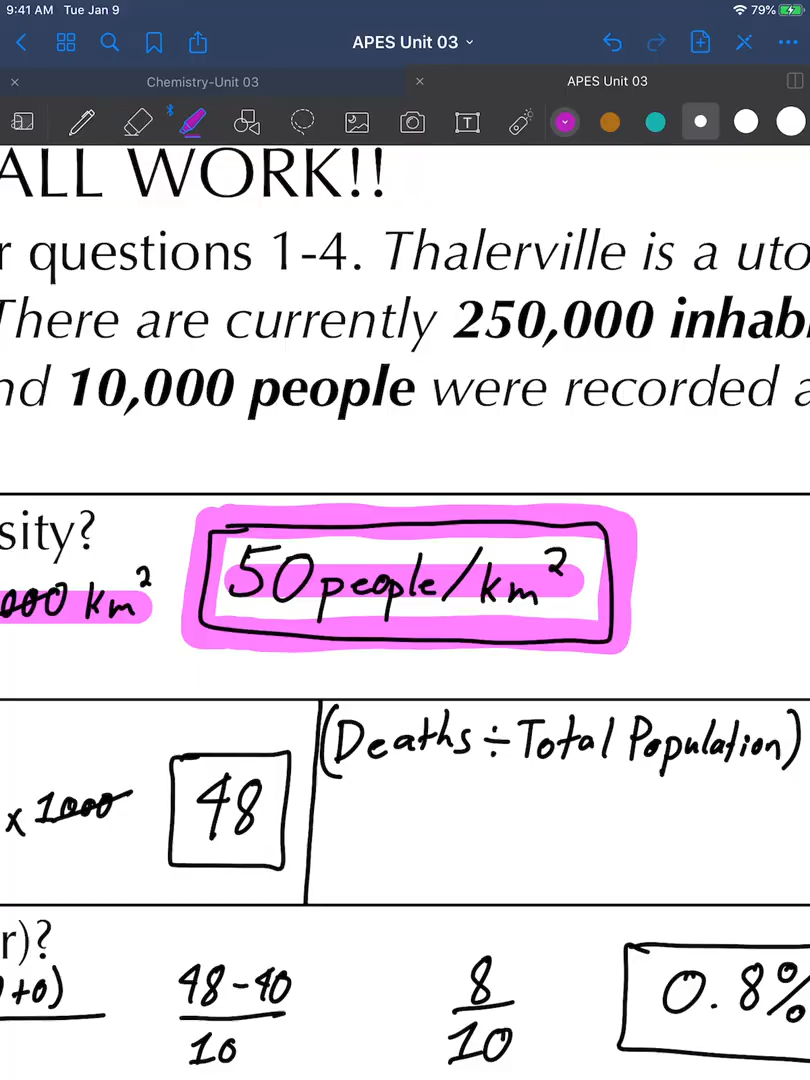 9:41 AM Tue Jan 9 79%
APES Unit 03
Chemistry-Unit 03 APES Unit 03
ALL WORK!!
r questions 1-4. Thalerville is a uto
There are currently 250,000 inhabi
nd 10,000 people were recorded a
sity?
000 km² 50 people/km²
x 1000 48 (Deaths ÷ Total Population)
r)?
+0) 48-40 8 0.8%
10 10